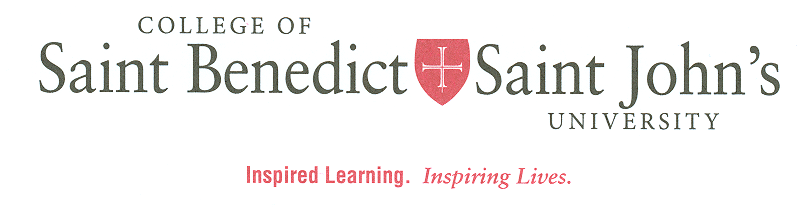 COLLEGE OF
Saint Benedict Saint John's
UNIVERSITY
Inspired Learning. Inspiring Lives.